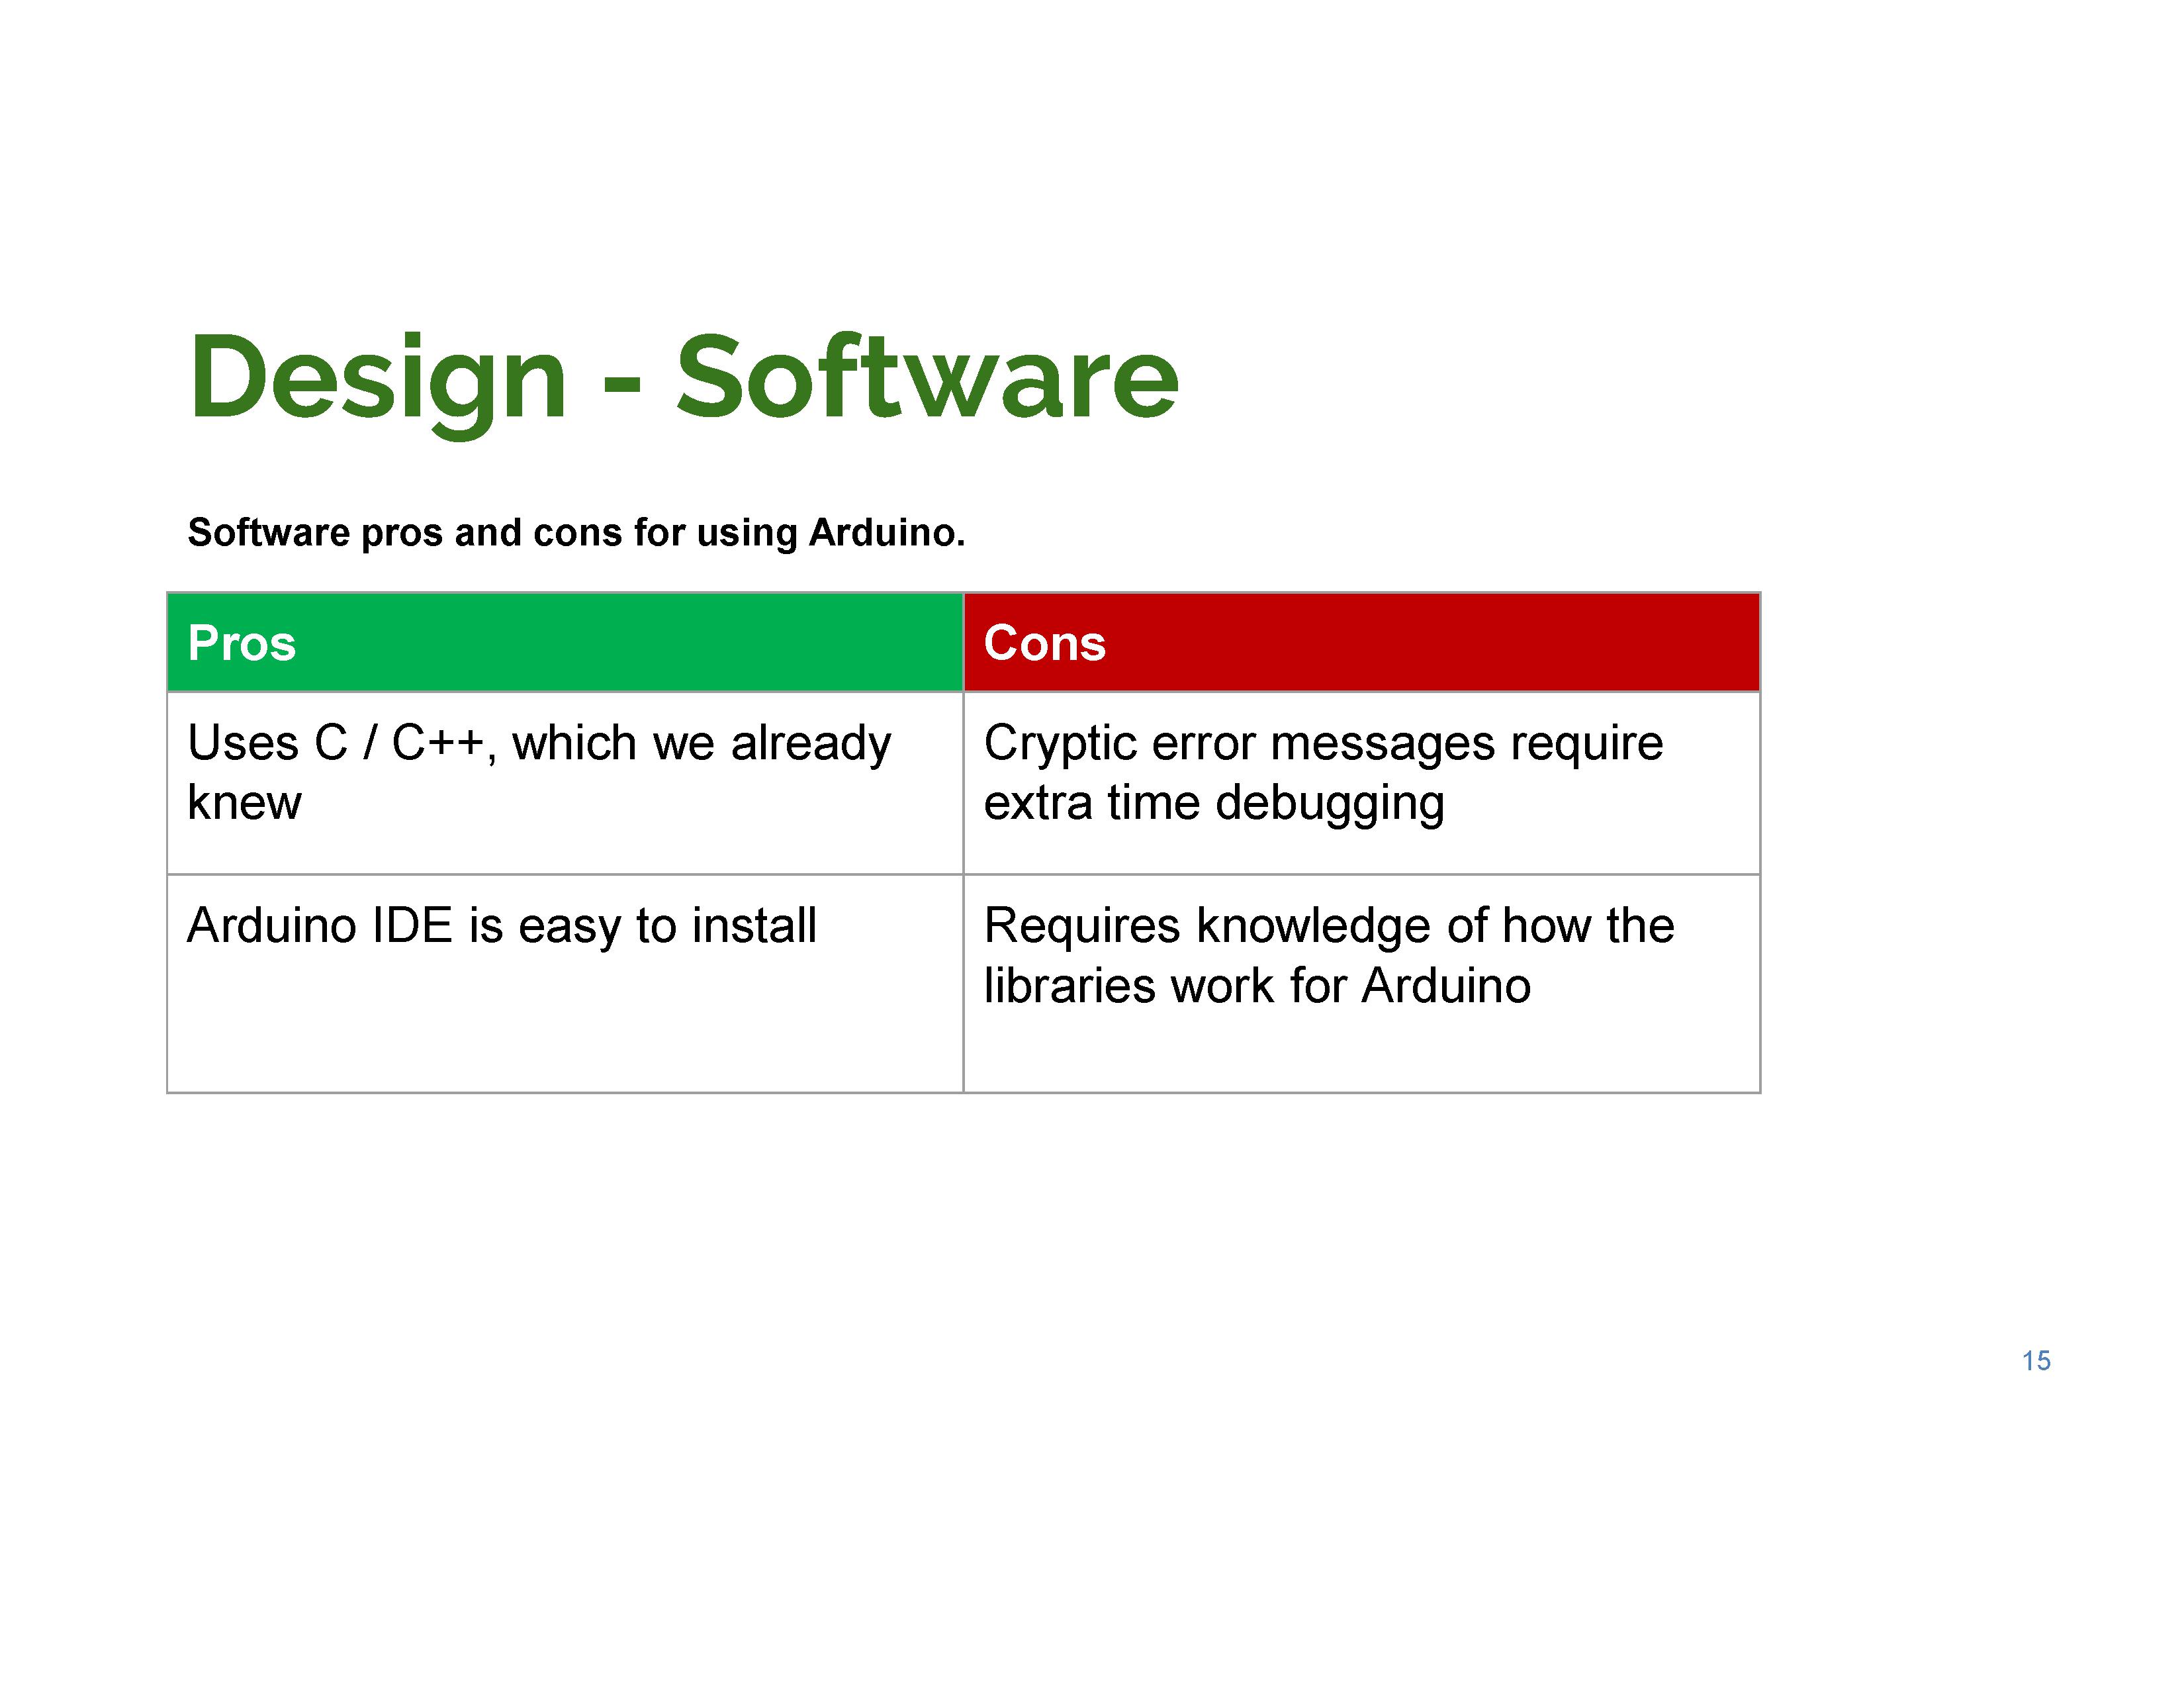 Design - Software
Software pros and cons for using Arduino.
Pros
Cons
Uses C / C++, which we already
knew
Cryptic error messages require
extra time debugging
Arduino IDE is easy to install
Requires knowledge of how the
libraries work for Arduino
15